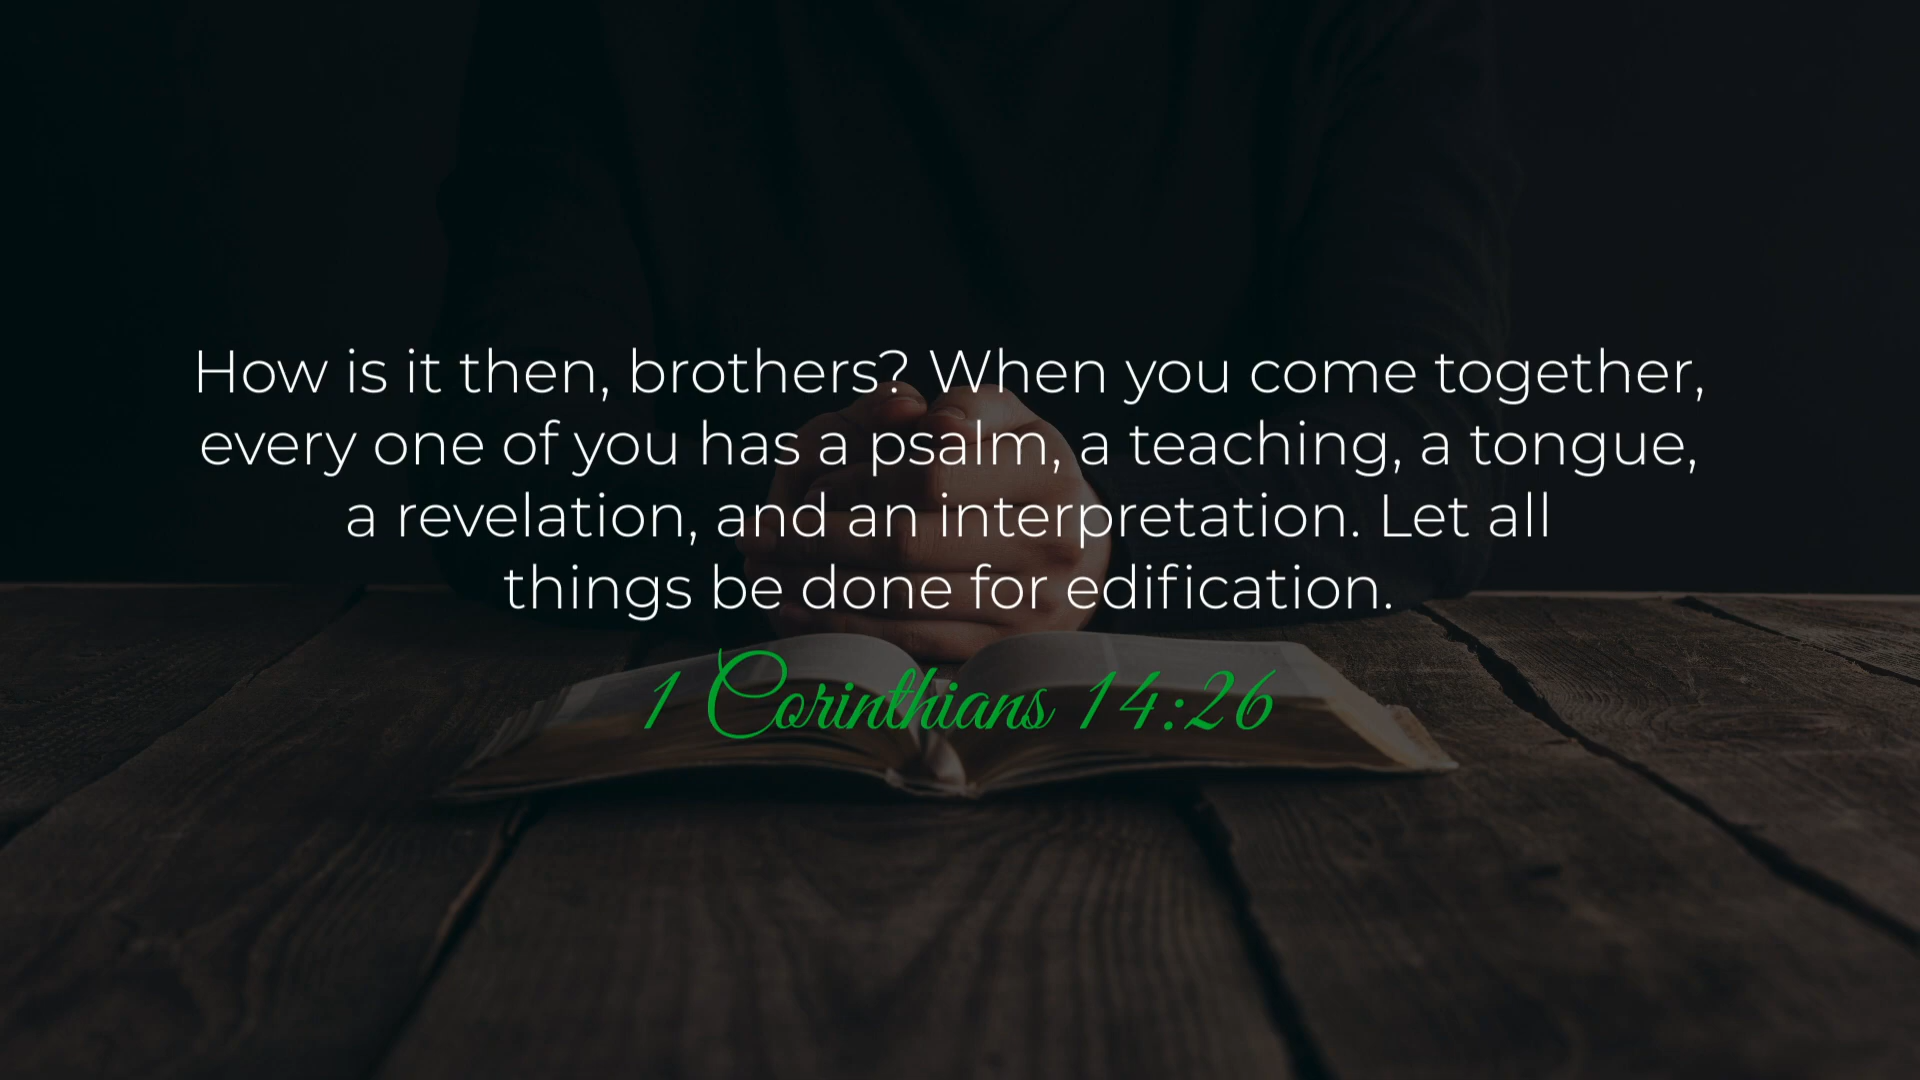 How is it then, brothers? When you come together,
every one of you has a psalm, a teaching, a tongue,
a revelation, and an interpretation. Let all
things be done for edification.
1 Corinthians 14:26